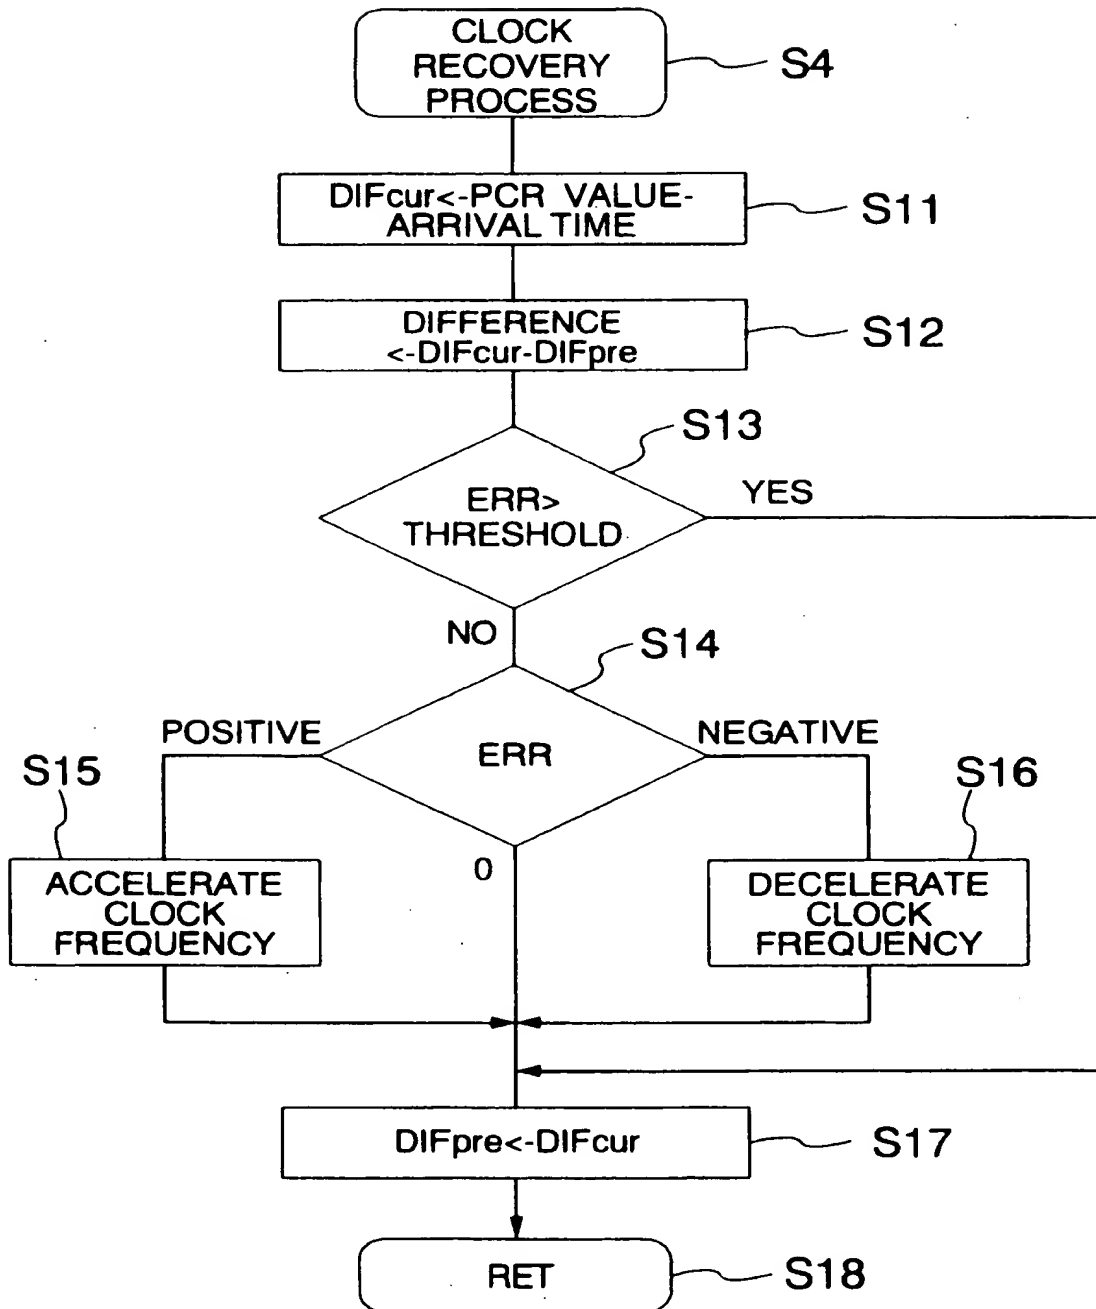 CLOCK
RECOVERY
PROCESS
S4
DIFcur<-PCR VALUE-
ARRIVAL TIME
S11
DIFFERENCE
<-DIFcur-DIFpre
S12
S13
ERR>
THRESHOLD
YES
NO
S14
POSITIVE
ERR
NEGATIVE
S15
S16
0
ACCELERATE
CLOCK
FREQUENCY
DECELERATE
CLOCK
FREQUENCY
DIFpre<-DIFcur
S17
RET
S18